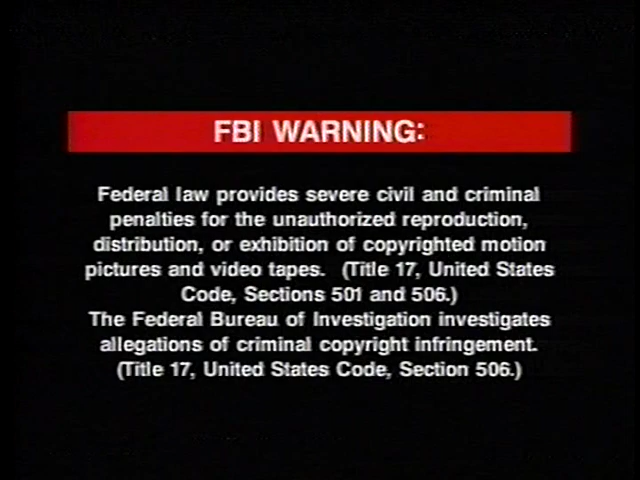 FBI WARNING:
Federal law provides severe civil and criminal
penalties for the unauthorized reproduction,
distribution, or exhibition of copyrighted motion
pictures and video tapes. (Title 17, United States
Code, Sections 501 and 506.)
The Federal Bureau of Investigation investigates
allegations of criminal copyright infringement.
(Title 17, United States Code, Section 506.)